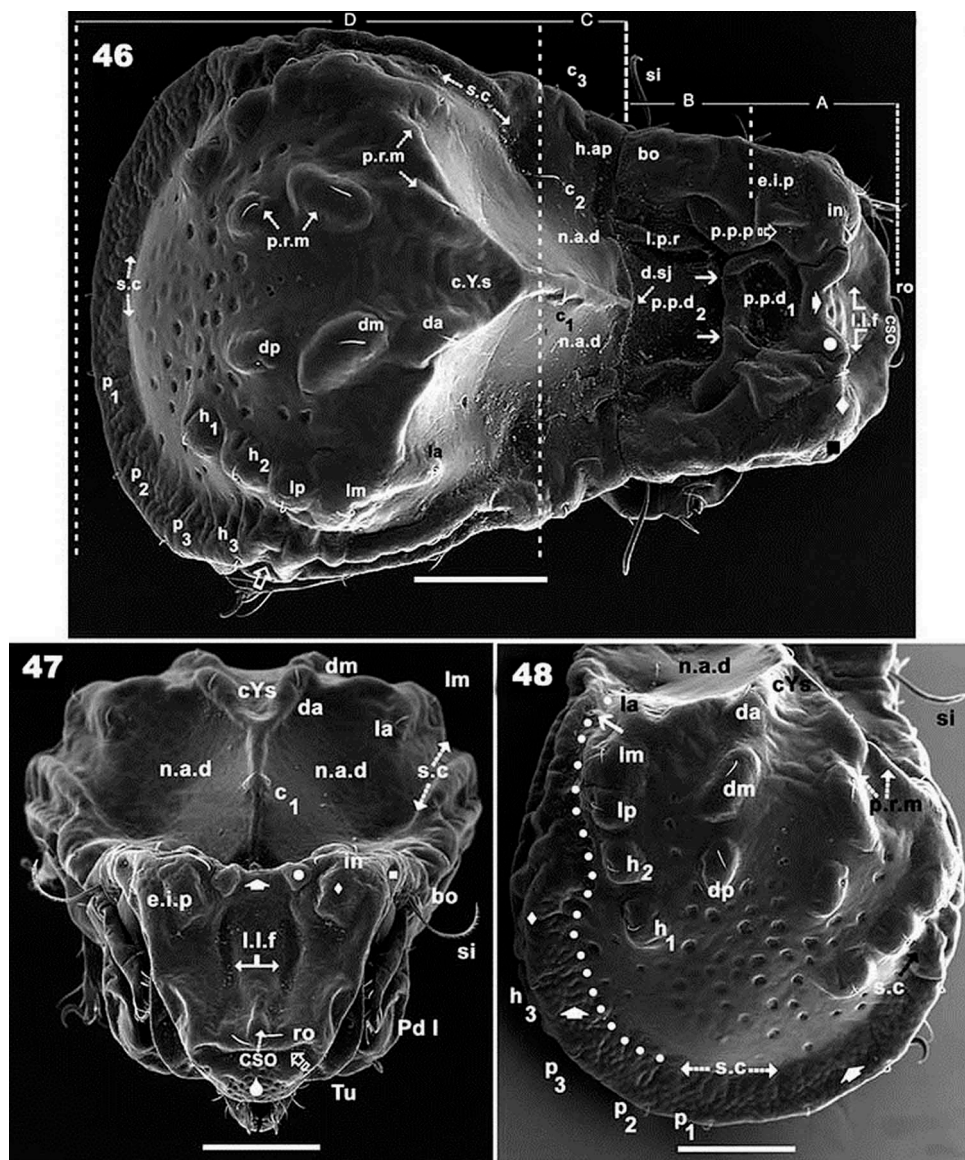 46
D
C
c3
si
B
A
s.c.
h.ap
bo
p.r.m
c2
e.i.p
in
p.r.m
n.a.d
l.p.r
p.p.p
s.c
c.Y.s
d.sj
p.p.d2
p.p.d1
ro
c1
l.l.f
cso
dp
dm
da
n.a.d
p1
h1
h2
la
p2
lp
lm
p3
h3
47
dm
lm
cYs
da
la
n.a.d
n.a.d
s.c
c1
in
e.i.p
bo
si
l.l.f
Pd I
ro
cso
Tu
48
n.a.d
cYs
la
da
si
lm
dm
p.r.m
lp
h2
dp
h1
s.c
h3
s.c
p3
p2
p1